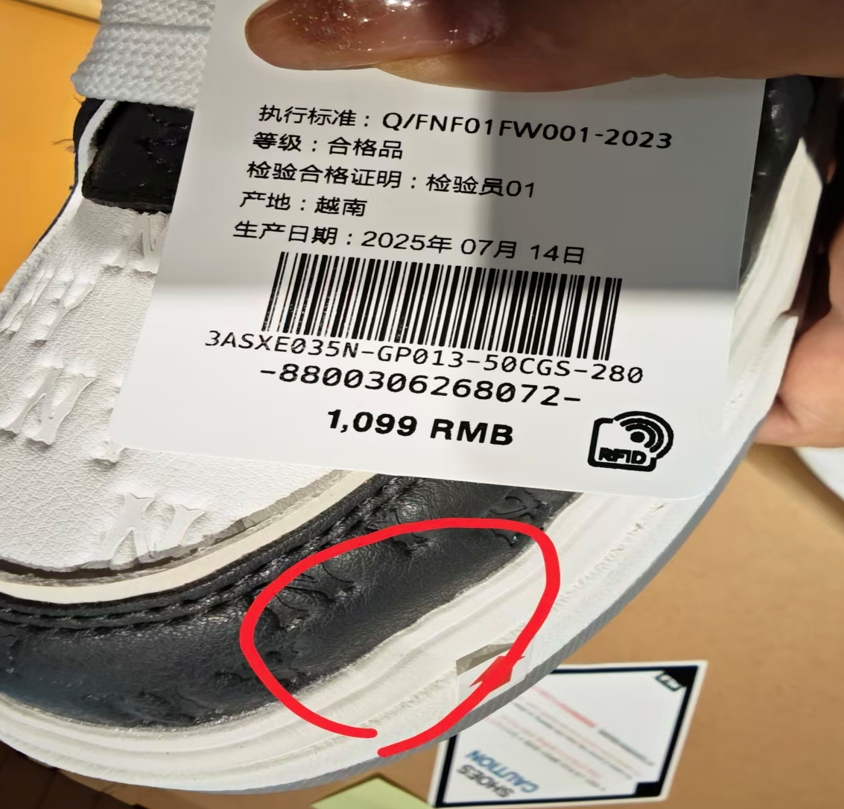 执行标准：Q/FNF01FW001-2023
等级：合格品
检验合格证明：检验员01
产地：越南
生产日期：2025年 07月 14日
3ASXE035N-GP013-50CGS-280
-8800306268072-
1,099 RMB
RFID
SHOES
CAUTION